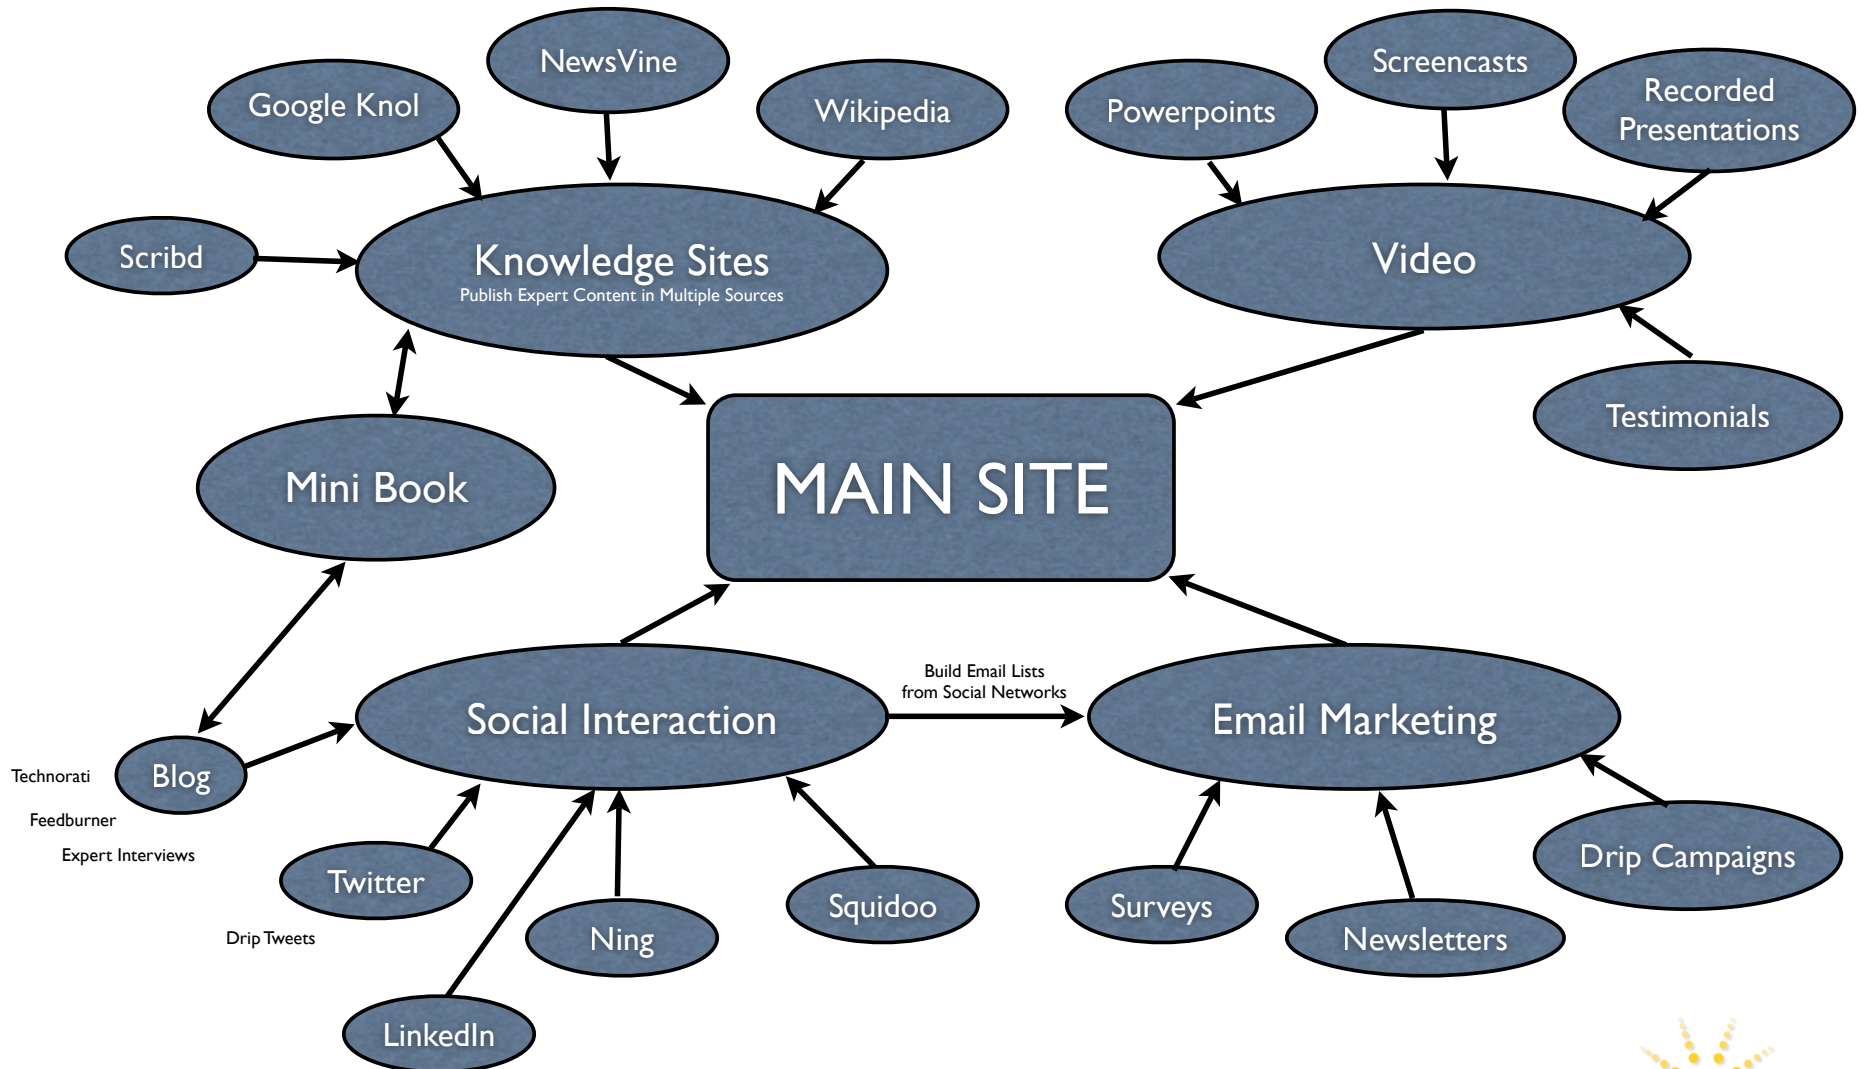 NewsVine
Screencasts
Google Knol
Wikipedia
Powerpoints
Recorded
Presentations
Scribd
Knowledge Sites
Publish Expert Content in Multiple Sources
Video
Testimonials
Mini Book
MAIN SITE
Build Email Lists
from Social Networks
Social Interaction
Email Marketing
Technorati
Blog
Feedburner
Expert Interviews
Twitter
Drip Tweets
LinkedIn
Ning
Squidoo
Surveys
Newsletters
Drip Campaigns